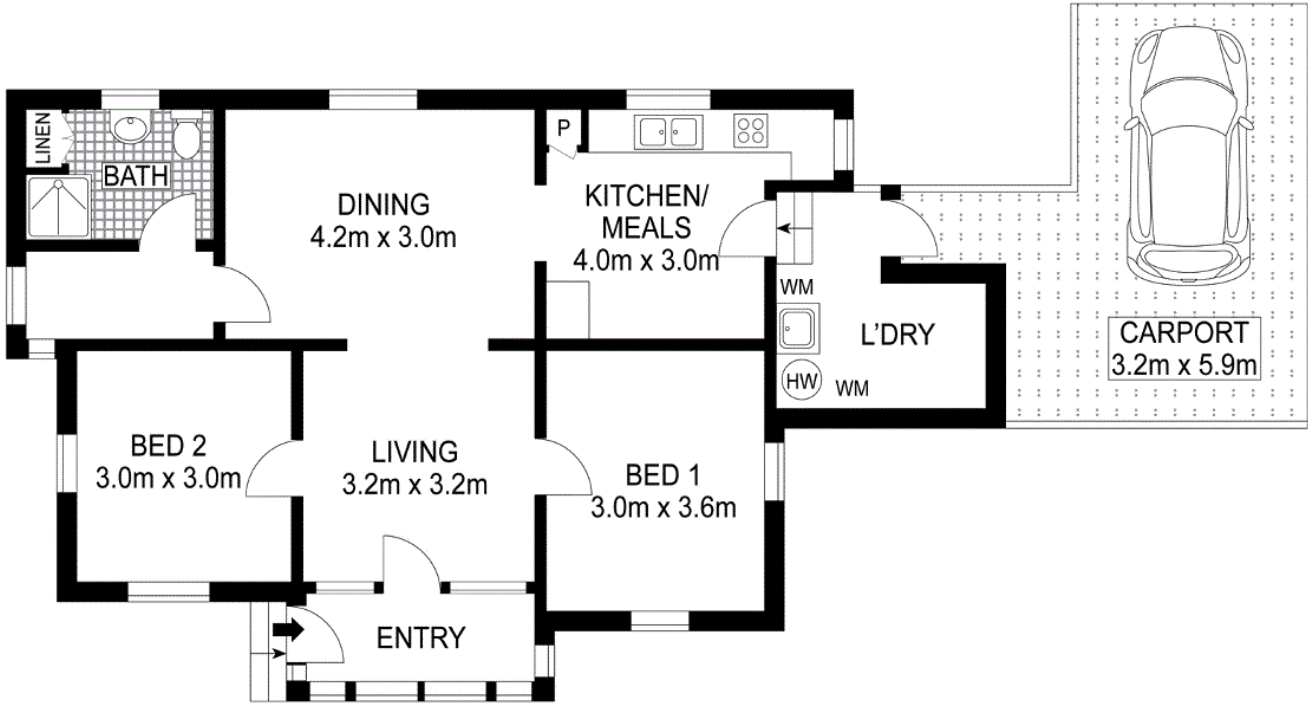 LINEN
BATH
DINING
4.2m x 3.0m
P
KITCHEN/
MEALS
4.0m x 3.0m
WM
L'DRY
HW
WM
CARPORT
3.2m x 5.9m
BED 2
3.0m x 3.0m
LIVING
3.2m x 3.2m
BED 1
3.0m x 3.6m
ENTRY